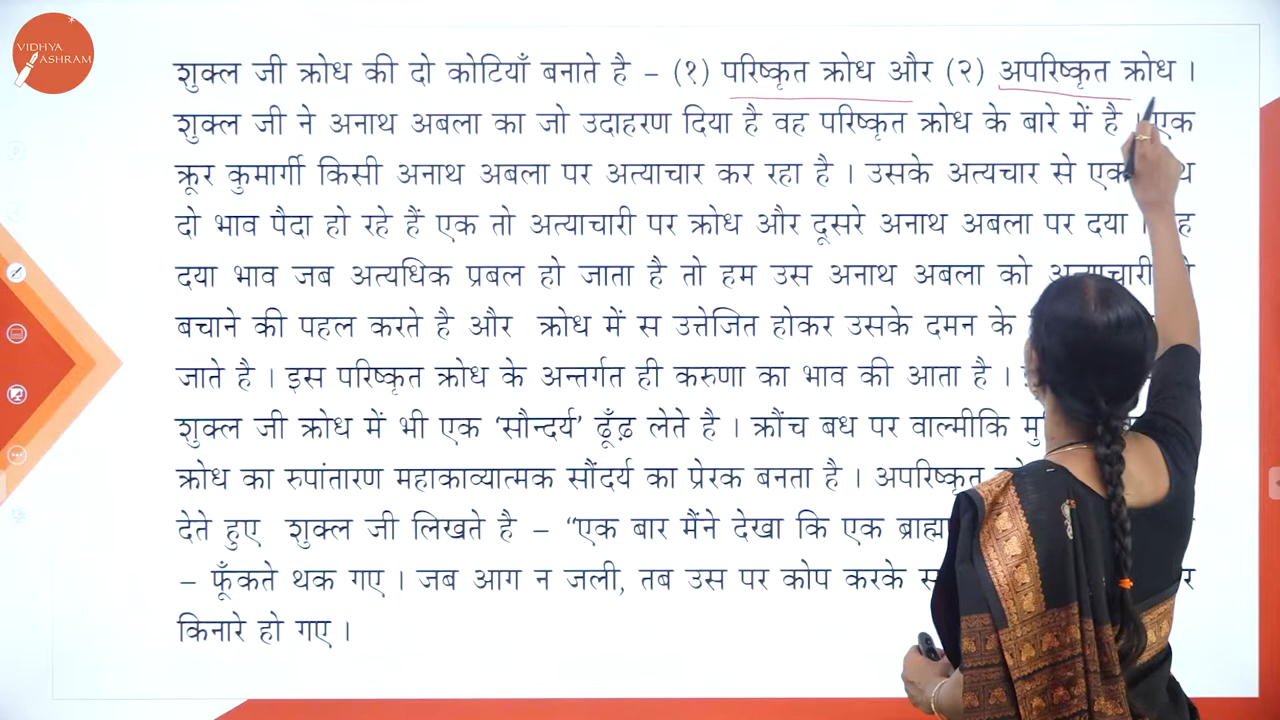 VIDHYA
ASHRAM
शुक्ल जी क्रोध की दो कोटियाँ बनाते है – (१) परिष्कृत क्रोध और (२) अपरिष्कृत क्रोध ।
शुक्ल जी ने अनाथ अबला का जो उदाहरण दिया है वह परिष्कृत क्रोध के बारे में है । एक
क्रूर कुमार्गी किसी अनाथ अबला पर अत्याचार कर रहा है । उसके अत्यचार से एक
दो भाव पैदा हो रहे हैं एक तो अत्याचारी पर क्रोध और दूसरे अनाथ अबला पर दया ।
दया भाव जब अत्यधिक प्रबल हो जाता है तो हम उस अनाथ अबला को अत्याचारी
बचाने की पहल करते है और क्रोध में स उत्तेजित होकर उसके दमन के
जाते है । इस परिष्कृत क्रोध के अन्तर्गत ही करुणा का भाव की आता है ।
शुक्ल जी क्रोध में भी एक ‘सौन्दर्य’ ढूँढ़ लेते है । क्रौंच बध पर वाल्मीकि
क्रोध का रुपांतारण महाकाव्यात्मक सौंदर्य का प्रेरक बनता है । अपरिष्कृत
देते हुए शुक्ल जी लिखते है – “एक बार मैंने देखा कि एक
– फूँकते थक गए । जब आग न जली, तब उस पर कोप करके
किनारे हो गए ।